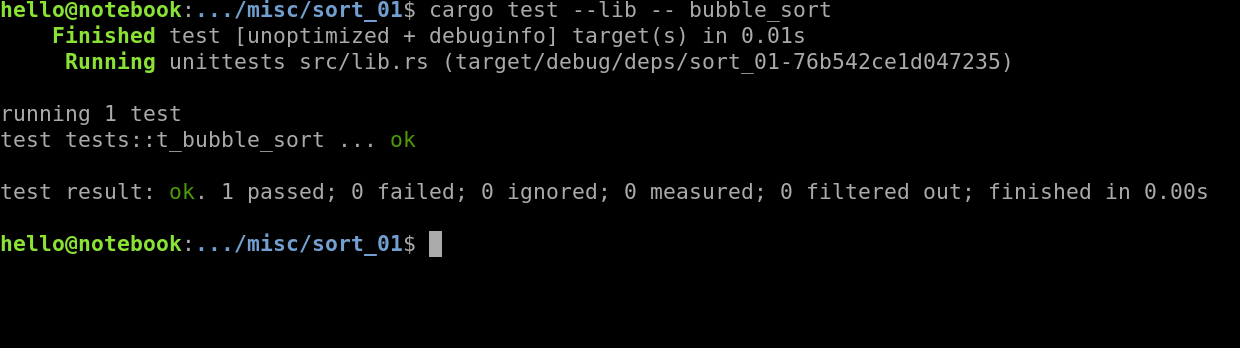 hello@notebook:.../misc/sort_01$ cargo test --lib -- bubble_sort
    Finished test [unoptimized + debuginfo] target(s) in 0.01s
     Running unittests src/lib.rs (target/debug/deps/sort_01-76b542ce1d047235)

running 1 test
test tests::t_bubble_sort ... ok

test result: ok. 1 passed; 0 failed; 0 ignored; 0 measured; 0 filtered out; finished in 0.00s

hello@notebook:.../misc/sort_01$